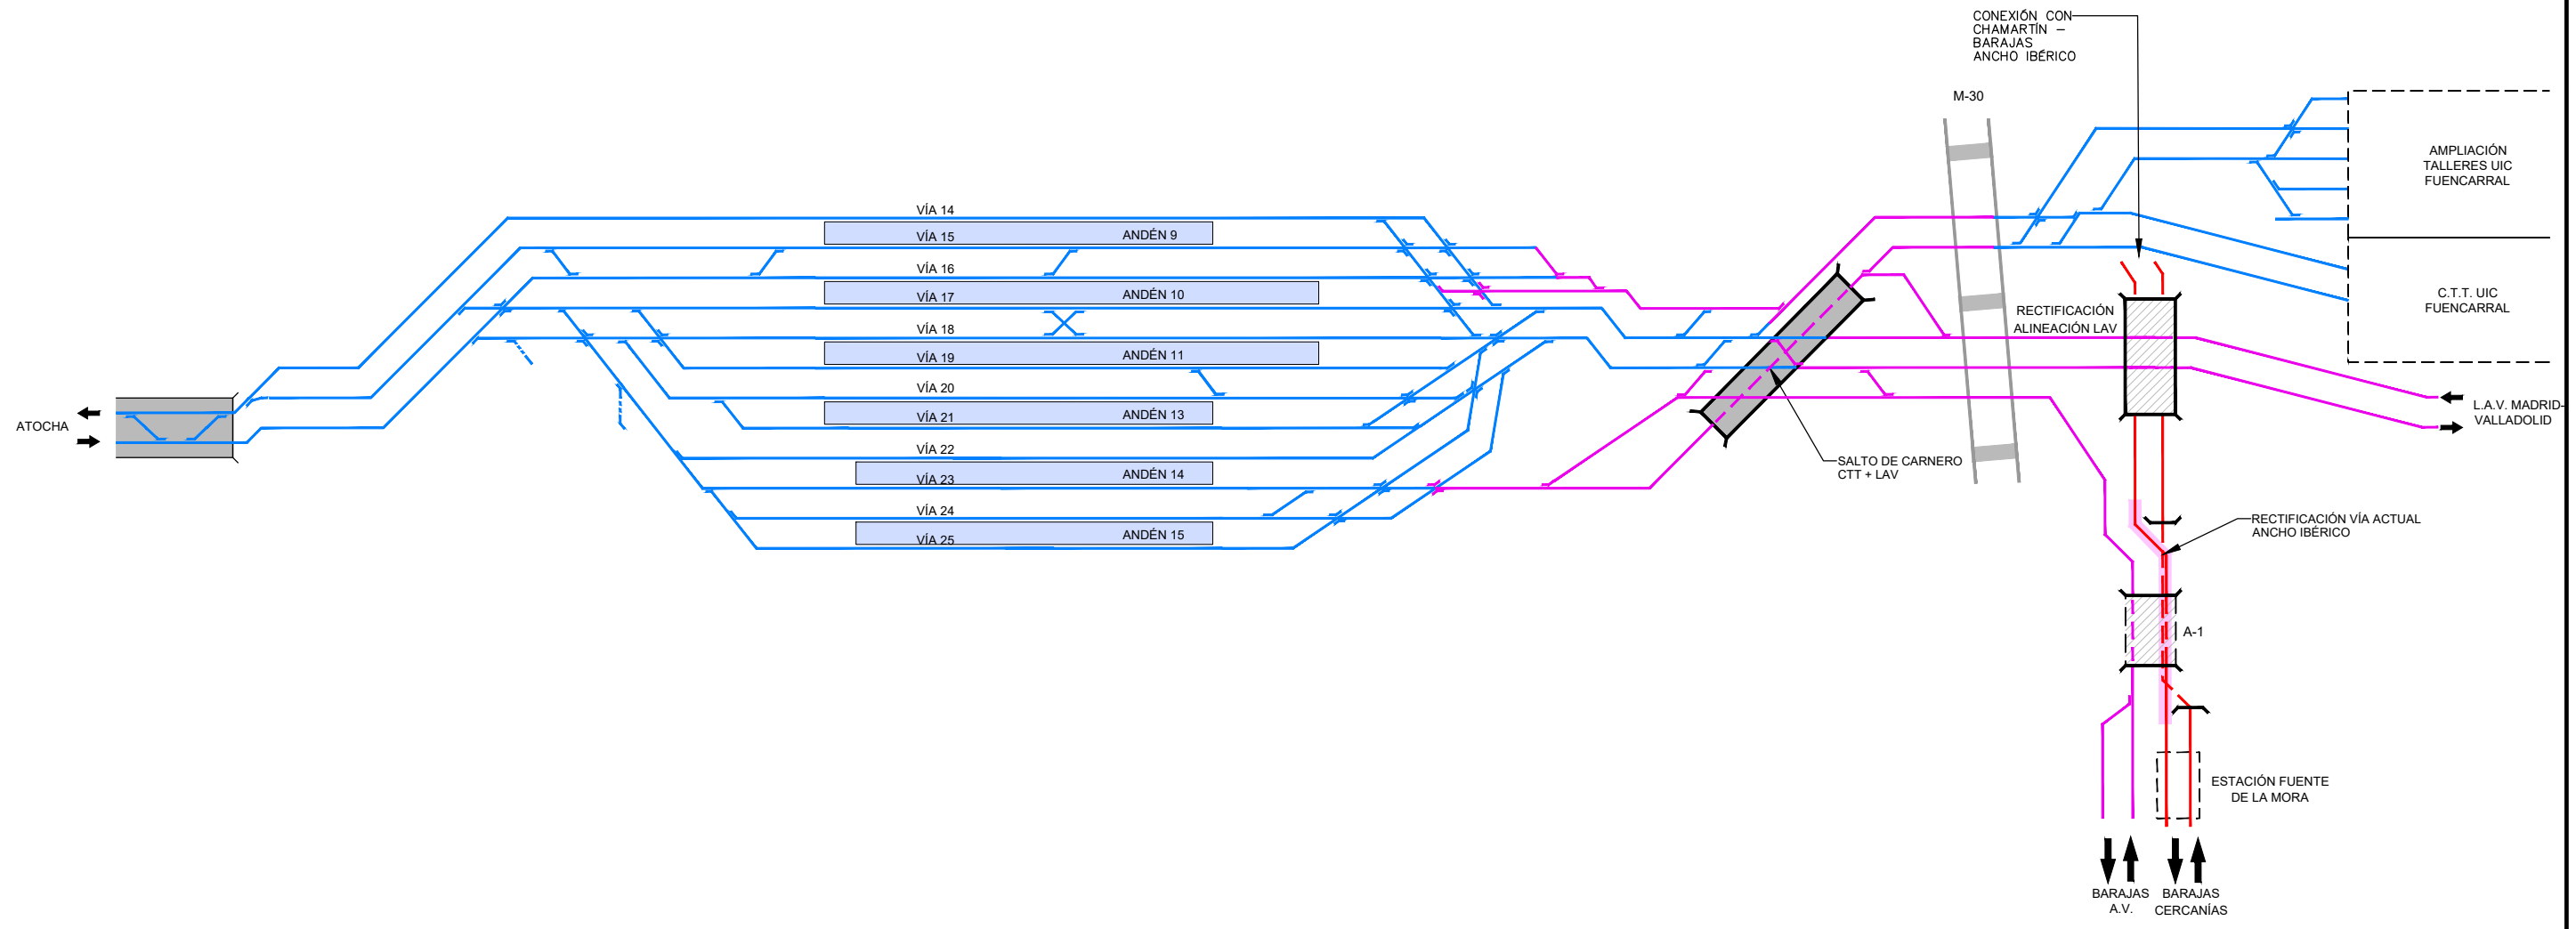 CONEXIÓN CON
CHAMARTÍN –
BARAJAS
ANCHO IBÉRICO
M-30
AMPLIACIÓN
TALLERES UIC
FUENCARRAL
C.T.T. UIC
FUENCARRAL
RECTIFICACIÓN
ALINEACIÓN LAV
VÍA 14
VÍA 15
ANDÉN 9
VÍA 16
VÍA 17
ANDÉN 10
VÍA 18
VÍA 19
ANDÉN 11
VÍA 20
VÍA 21
ANDÉN 13
VÍA 22
VÍA 23
ANDÉN 14
VÍA 24
VÍA 25
ANDÉN 15
ATOCHA
L.A.V. MADRID-
VALLADOLID
SALTO DE CARNERO
CTT + LAV
RECTIFICACIÓN VÍA ACTUAL
ANCHO IBÉRICO
A-1
ESTACIÓN FUENTE
DE LA MORA
BARAJAS
A.V.
BARAJAS
CERCANÍAS